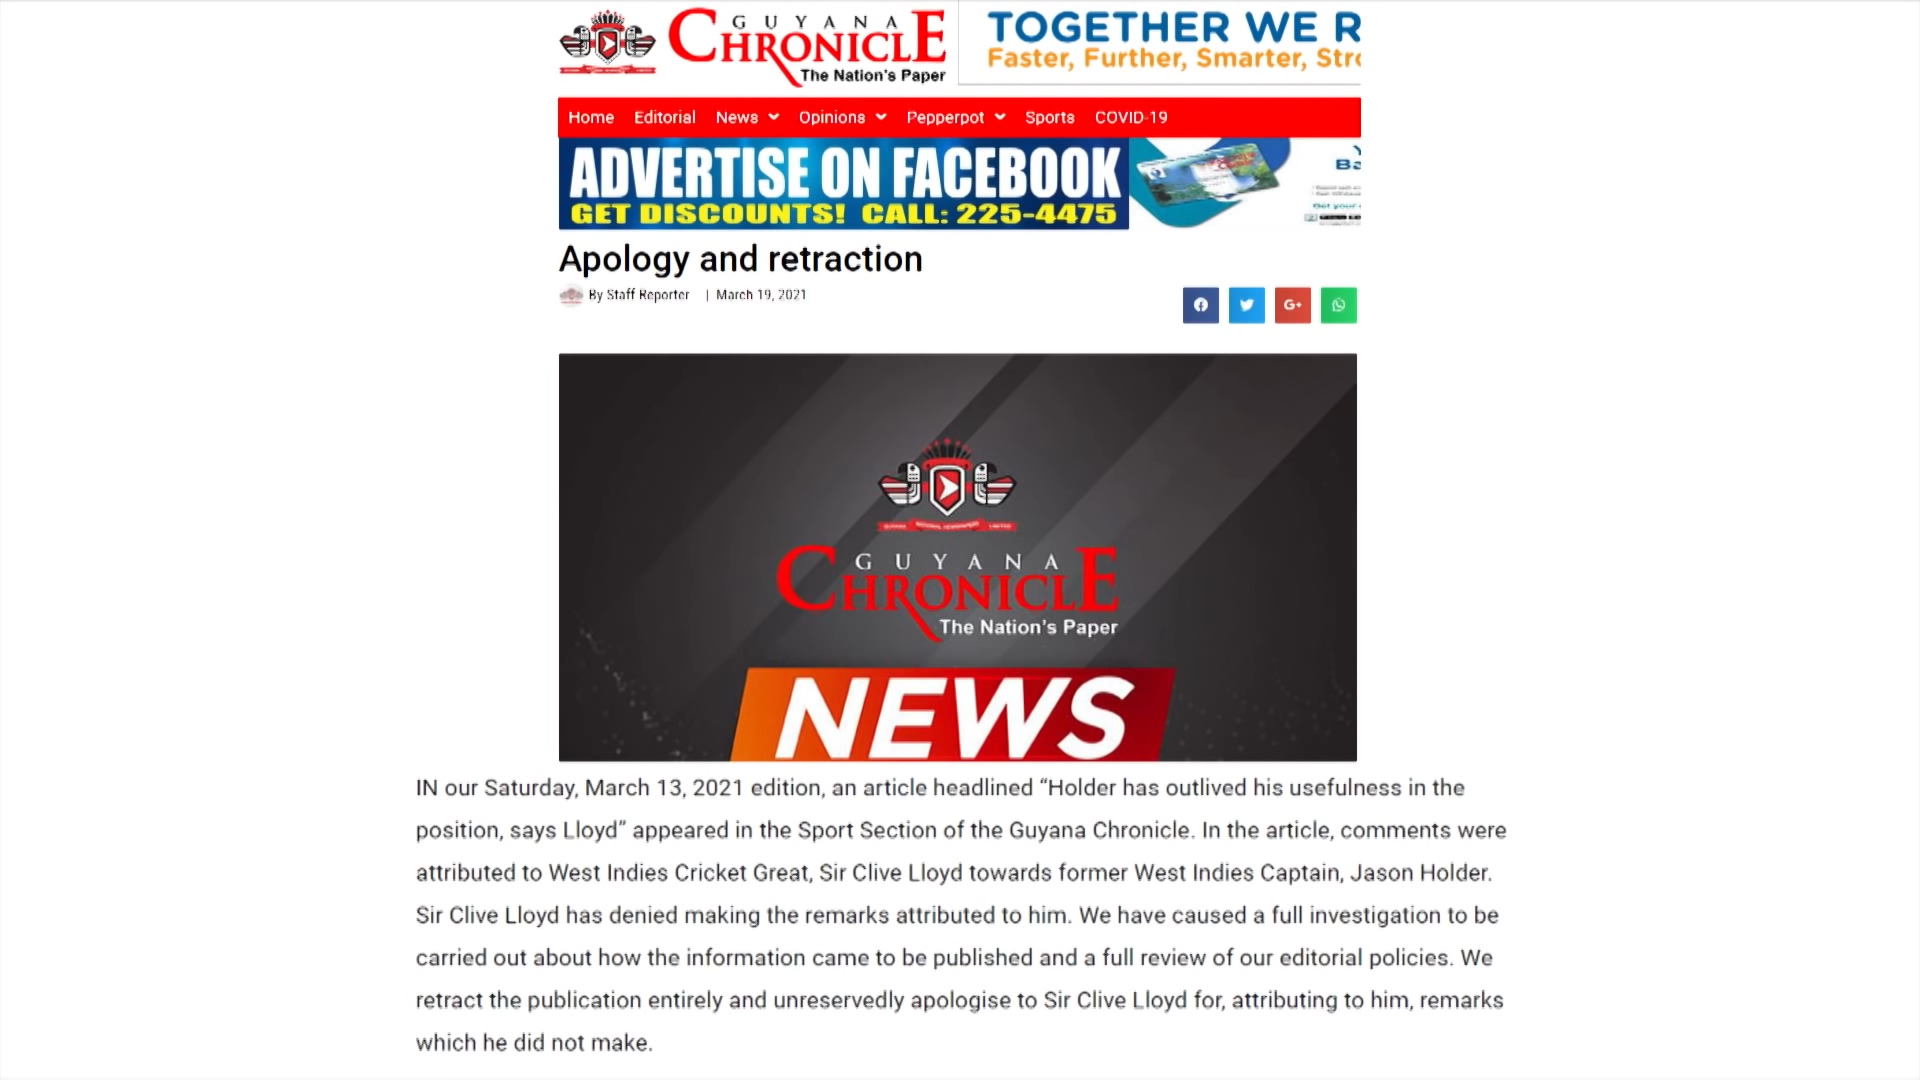 GUYANA
CHRONICLE
The Nation's Paper
TOGETHER WE R
Faster, Further, Smarter, Stro
Home Editorial News Opinions Pepperpot Sports COVID-19
ADVERTISE ON FACEBOOK
GET DISCOUNTS! CALL: 225-4475
Get your
Apology and retraction
By Staff Reporter | March 19, 2021
G+
GUYANA NATIONAL NEWSPAPERS LIMITED
GUYANA
CHRONICLE
The Nation's Paper
NEWS
IN our Saturday, March 13, 2021 edition, an article headlined “Holder has outlived his usefulness in the
position, says Lloyd” appeared in the Sport Section of the Guyana Chronicle. In the article, comments were
attributed to West Indies Cricket Great, Sir Clive Lloyd towards former West Indies Captain, Jason Holder.
Sir Clive Lloyd has denied making the remarks attributed to him. We have caused a full investigation to be
carried out about how the information came to be published and a full review of our editorial policies. We
retract the publication entirely and unreservedly apologise to Sir Clive Lloyd for, attributing to him, remarks
which he did not make.